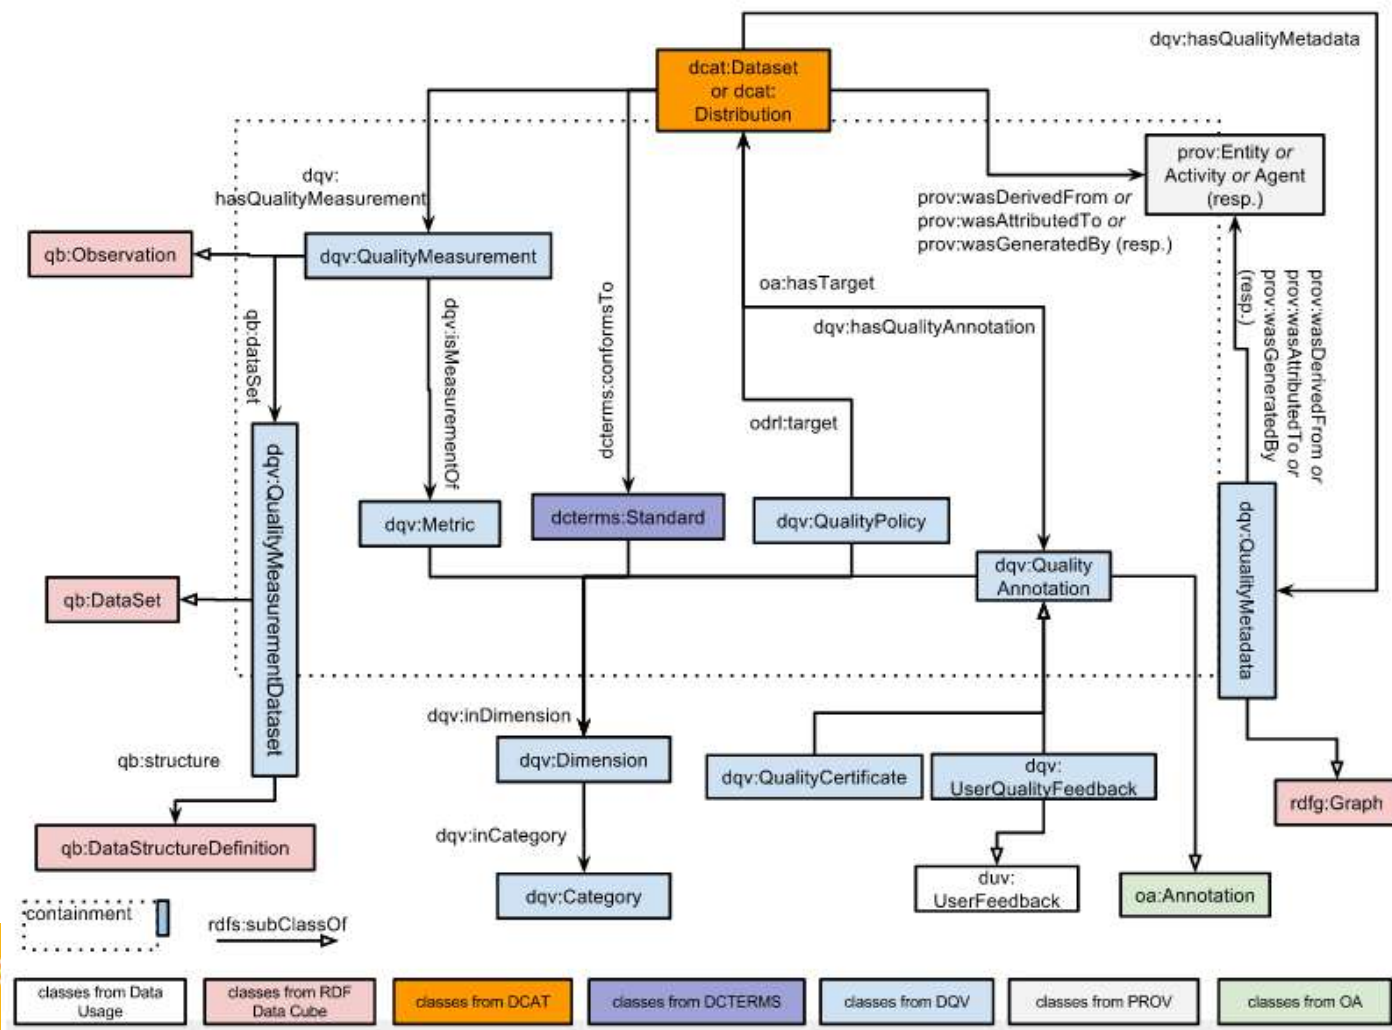 dqv:hasQualityMetadata
dcat:Dataset
or dcat:
Distribution
prov:Entity or
Activity or Agent
(resp.)
dqv:
hasQualityMeasurement
prov:wasDerivedFrom or
prov:wasAttributedTo or
prov:wasGeneratedBy (resp.)
qb:Observation
dqv:QualityMeasurement
oa:hasTarget
dqv:hasQualityAnnotation
qb:dataSet
dqv:isMeasurementOf
dcterms:conformsTo
prov:wasDerivedFrom or
prov:wasAttributedTo or
prov:wasGeneratedBy
(resp.)
odrl:target
dqv:QualityMeasurementDataset
dqv:Metric
dcterms:Standard
dqv:QualityPolicy
dqv:QualityMetadata
dqv:Quality
Annotation
qb:DataSet
dqv:inDimension
qb:structure
dqv:Dimension
dqv:QualityCertificate
dqv:
UserQualityFeedback
rdfg:Graph
dqv:inCategory
qb:DataStructureDefinition
dqv:Category
duv:
UserFeedback
oa:Annotation
containment
rdfs:subClassOf
classes from Data
Usage
classes from RDF
Data Cube
classes from DCAT
classes from DCTERMS
classes from DQV
classes from PROV
classes from OA